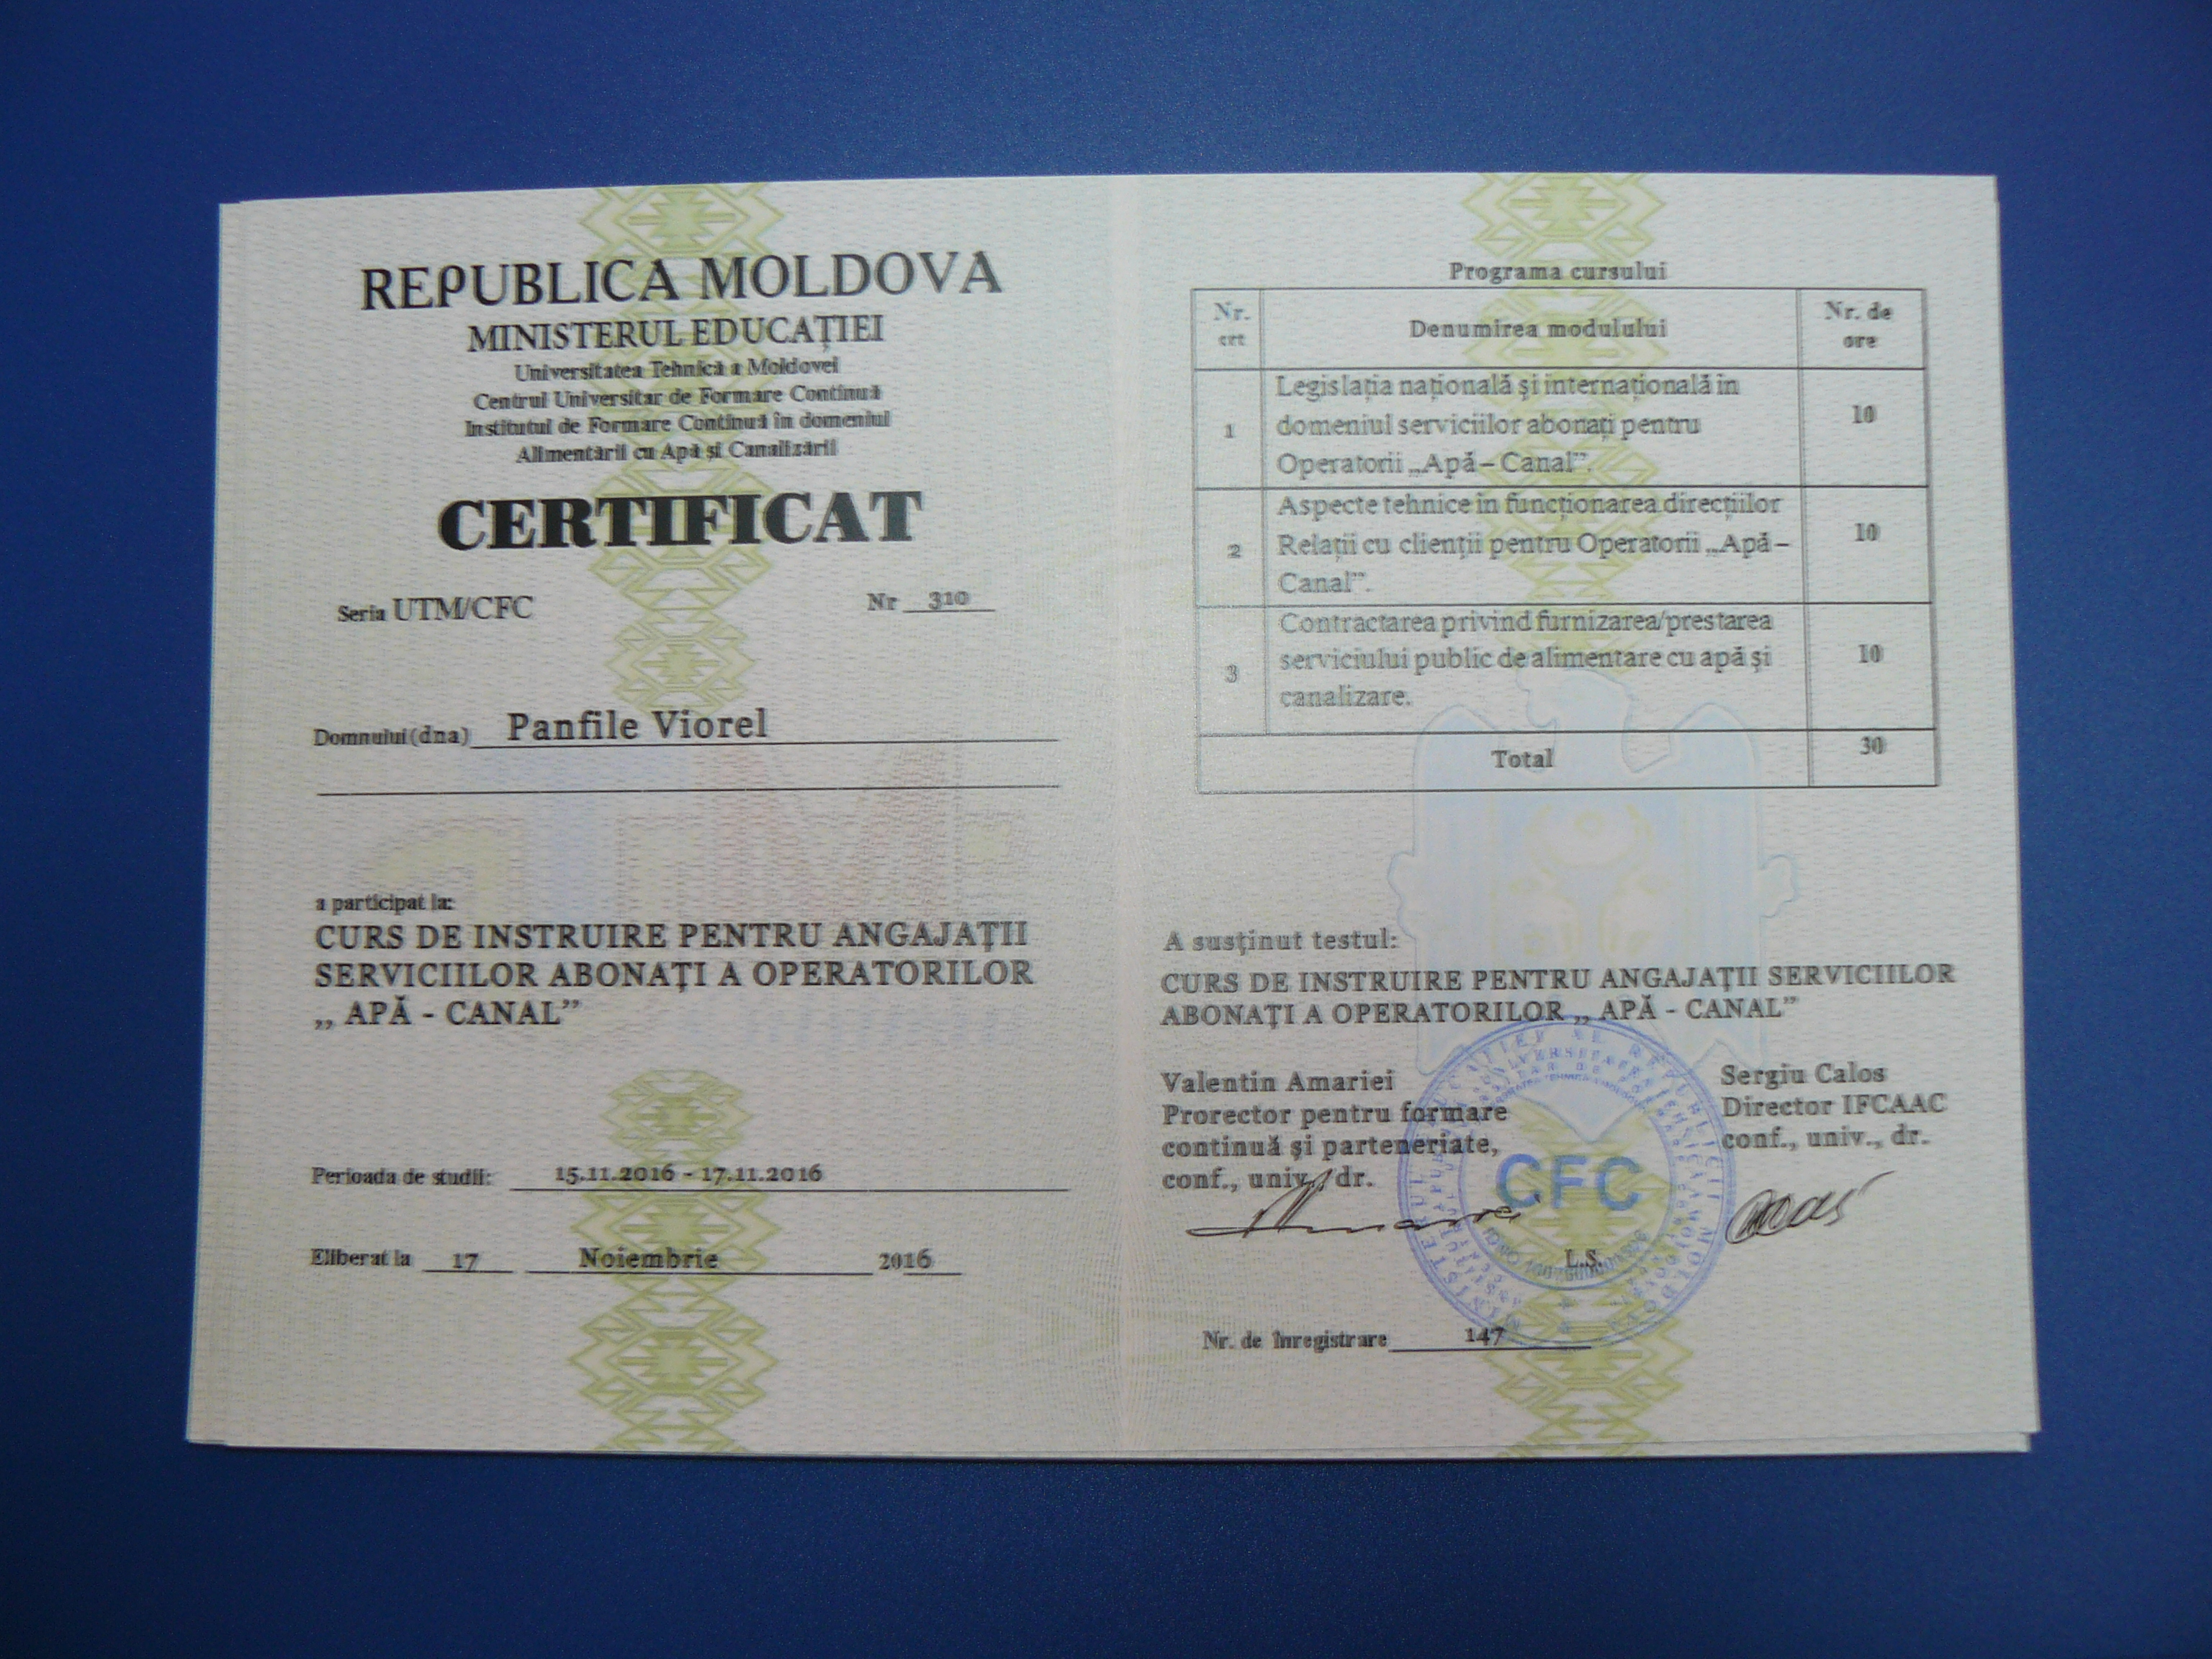 REPUBLICA MOLDOVA
MINISTERUL EDUCAȚIEI
Universitatea Tehnică a Moldovei
Centrul Universitar de Formare Continuă
Institutul de Formare Continuă în domeniul
Alimentării cu Apă și Canalizării
CERTIFICAT
Seria UTM/CFC Nr 310
Domnului(dna) Panfile Viorel
a participat la:
CURS DE INSTRUIRE PENTRU ANGAJAȚII
SERVICIILOR ABONAȚI A OPERATORILOR
,, APĂ - CANAL”
Perioada de studii: 15.11.2016 - 17.11.2016
Eliberat la 17 Noiembrie 2016
Programa cursului
Nr. crt Denumirea modulului Nr. de ore
1 Legislația națională și internațională în
domeniul serviciilor abonați pentru 10
Operatorii „Apă – Canal”.
2 Aspecte tehnice în funcționarea direcțiilor
Relații cu clienții pentru Operatorii „Apă – 10
Canal”.
3 Contractarea privind furnizarea/prestarea
serviciului public de alimentare cu apă și 10
canalizare.
Total 30
A susținut testul:
CURS DE INSTRUIRE PENTRU ANGAJAȚII SERVICIILOR
ABONAȚI A OPERATORILOR ,, APĂ - CANAL”
Valentin Amariei
Prorector pentru formare
continuă și parteneriate,
conf., univ., dr.
Sergiu Calos
Director IFCAAC
conf., univ., dr.
CFC
L.S.
Nr. de înregistrare 147